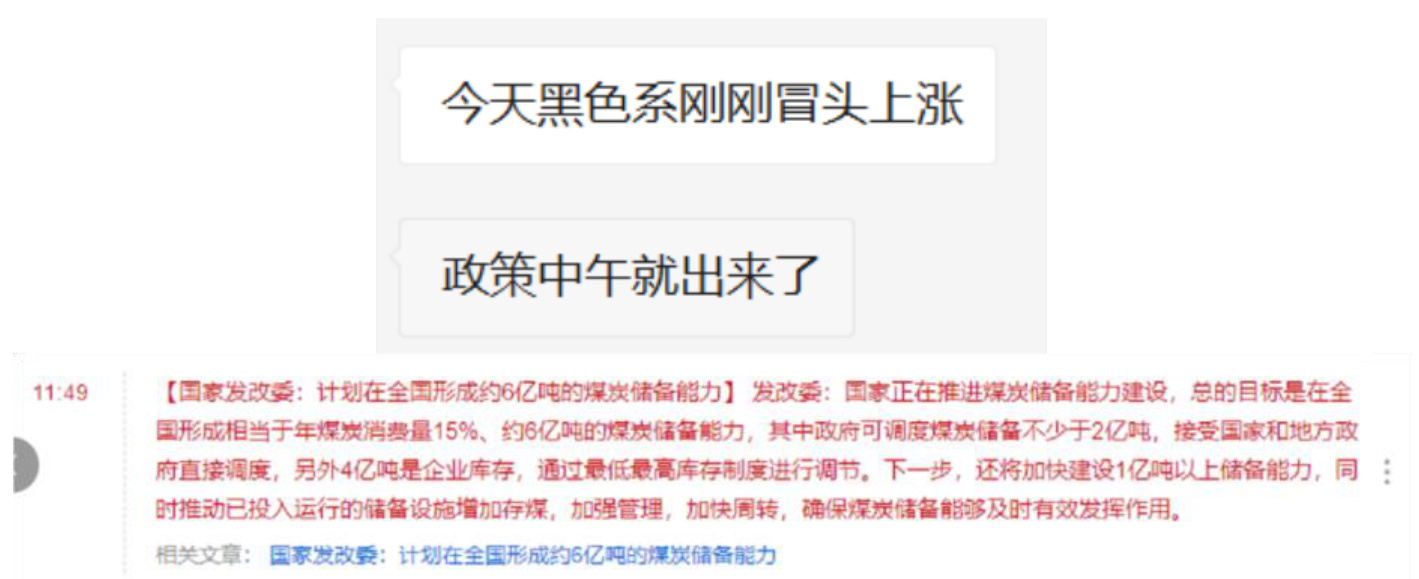 今天黑色系刚刚冒头上涨
政策中午就出来了
11:49
【国家发改委：计划在全国形成约6亿吨的煤炭储备能力】 发改委：国家正在推进煤炭储备能力建设，总的目标是在全
国形成相当于年煤炭消费量15%、约6亿吨的煤炭储备能力，其中政府可调度煤炭储备不少于2亿吨，接受国家和地方政
府直接调度，另外4亿吨是企业库存，通过最低最高库存制度进行调节。下一步，还将加快建设1亿吨以上储备能力，同
时推动已投入运行的储备设施增加存煤，加强管理，加快周转，确保煤炭储备能够及时有效发挥作用。
相关文章： 国家发改委：计划在全国形成约6亿吨的煤炭储备能力